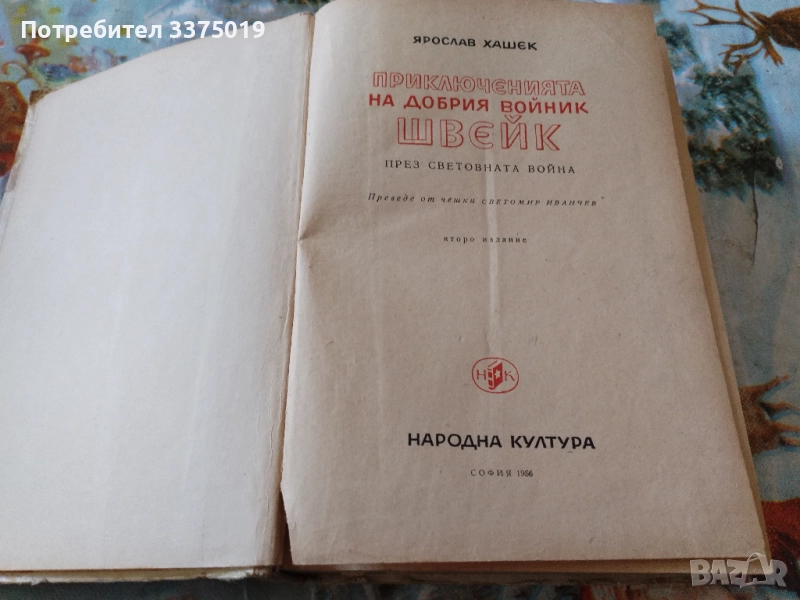 Потребител 3375019
ЯРОСЛАВ ХАШЕК
ПРИКЛЮЧЕНИЯТА
НА ДОБРИЯ ВОЙНИК
ШВЕЙК
ПРЕЗ СВЕТОВНАТА ВОЙНА
Преведе от чешки СВЕТОМИР ИВАНЧЕВ
второ издание
Н К
НАРОДНА КУЛТУРА
СОФИЯ 1956
BAZAR